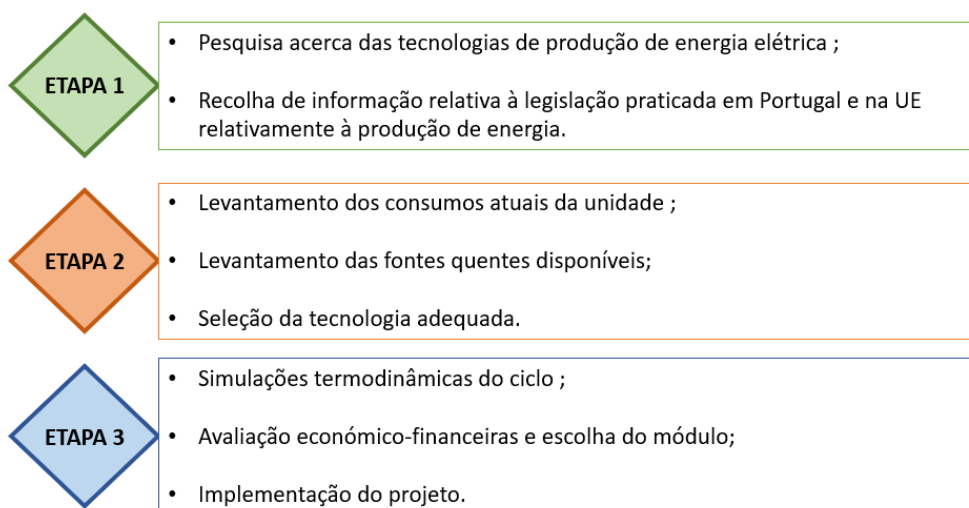 ETAPA 1
• Pesquisa acerca das tecnologias de produção de energia elétrica ;
• Recolha de informação relativa à legislação praticada em Portugal e na UE
relativamente à produção de energia.
ETAPA 2
• Levantamento dos consumos atuais da unidade ;
• Levantamento das fontes quentes disponíveis;
• Seleção da tecnologia adequada.
ETAPA 3
• Simulações termodinâmicas do ciclo ;
• Avaliação económico-financeiras e escolha do módulo;
• Implementação do projeto.